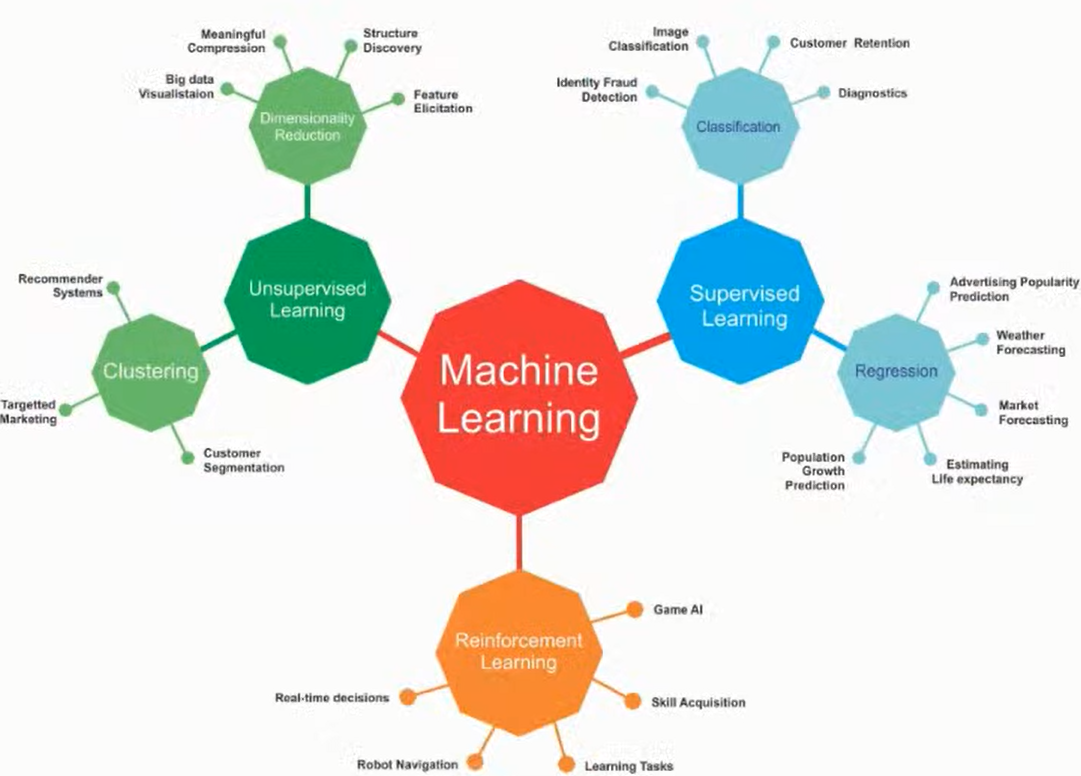 Meaningful
Compression
Structure
Discovery
Big data
Visualistaion
Feature
Elicitation
Dimensionality
Reduction
Image
Classification
Customer Retention
Identity Fraud
Detection
Diagnostics
Classification
Unsupervised
Learning
Recommender
Systems
Clustering
Targetted
Marketing
Customer
Segmentation
Machine
Learning
Supervised
Learning
Advertising Popularity
Prediction
Weather
Forecasting
Regression
Market
Forecasting
Population
Growth
Prediction
Estimating
Life expectancy
Reinforcement
Learning
Game AI
Real-time decisions
Skill Acquisition
Robot Navigation
Learning Tasks